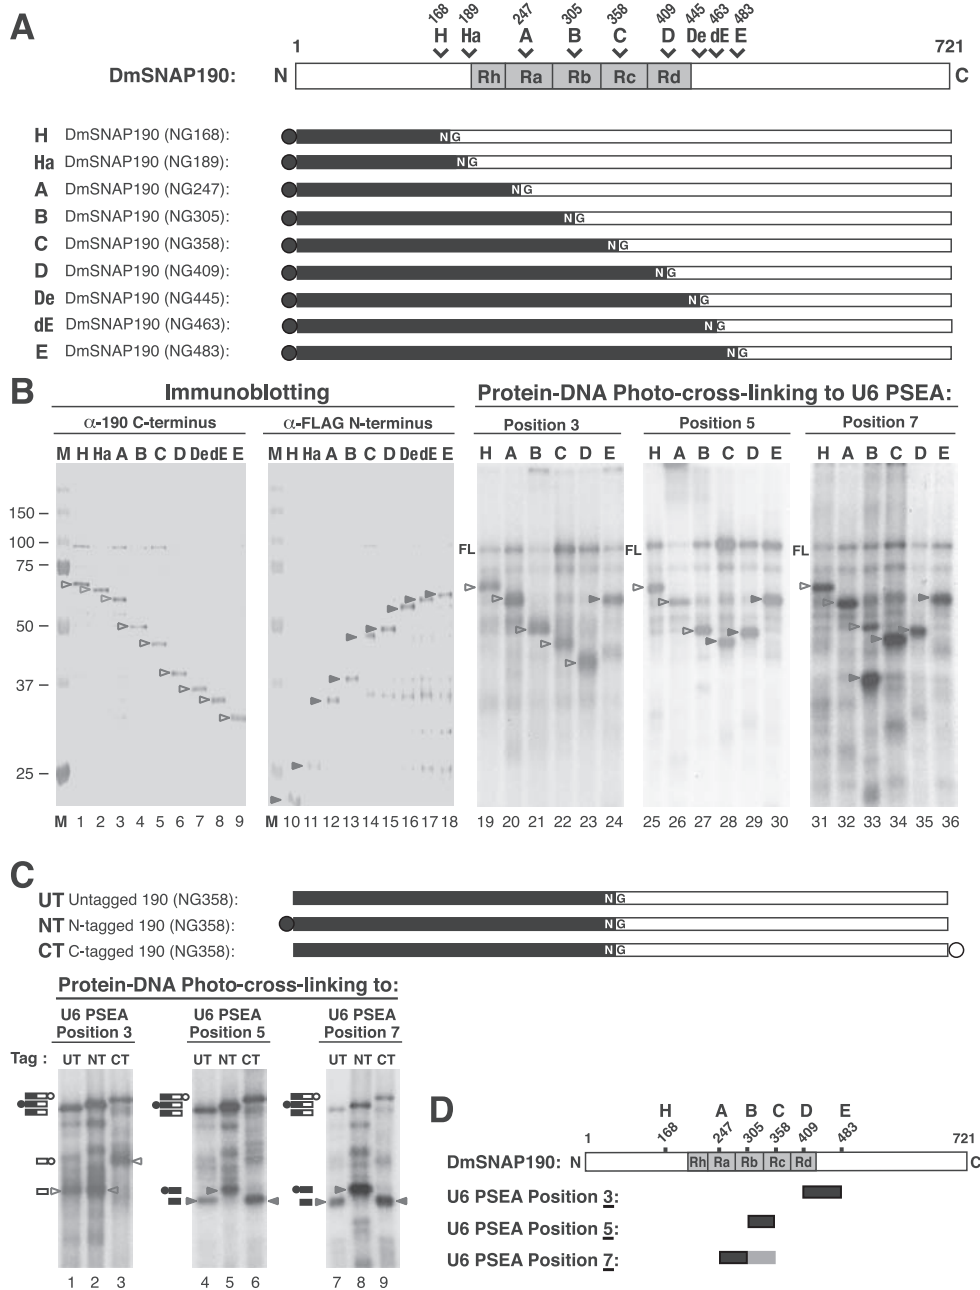 A
168 189 247 305 358 409 445 463 483
H Ha A B C D De dE E
1 721
DmSNAP190: N Rh Ra Rb Rc Rd C
H DmSNAP190 (NG168): N G
Ha DmSNAP190 (NG189): N G
A DmSNAP190 (NG247): N G
B DmSNAP190 (NG305): N G
C DmSNAP190 (NG358): N G
D DmSNAP190 (NG409): N G
De DmSNAP190 (NG445): N G
dE DmSNAP190 (NG463): N G
E DmSNAP190 (NG483): N G
B
Immunoblotting
Protein-DNA Photo-cross-linking to U6 PSEA:
α-190 C-terminus
α-FLAG N-terminus
Position 3
Position 5
Position 7
M H Ha A B C D De dE E
M H Ha A B C D De dE E
H A B C D E
H A B C D E
H A B C D E
150
100
75
50
37
25
FL
FL
FL
M 1 2 3 4 5 6 7 8 9
M 10 11 12 13 14 15 16 17 18
19 20 21 22 23 24
25 26 27 28 29 30
31 32 33 34 35 36
C
UT Untagged 190 (NG358): N G
NT N-tagged 190 (NG358): N G
CT C-tagged 190 (NG358): N G
Protein-DNA Photo-cross-linking to:
U6 PSEA
Position 3
U6 PSEA
Position 5
U6 PSEA
Position 7
Tag : UT NT CT
UT NT CT
UT NT CT
1 2 3
4 5 6
7 8 9
D
H A B C D E
1 168 247 305 358 409 483 721
DmSNAP190: N Rh Ra Rb Rc Rd C
U6 PSEA Position 3:
U6 PSEA Position 5:
U6 PSEA Position 7: